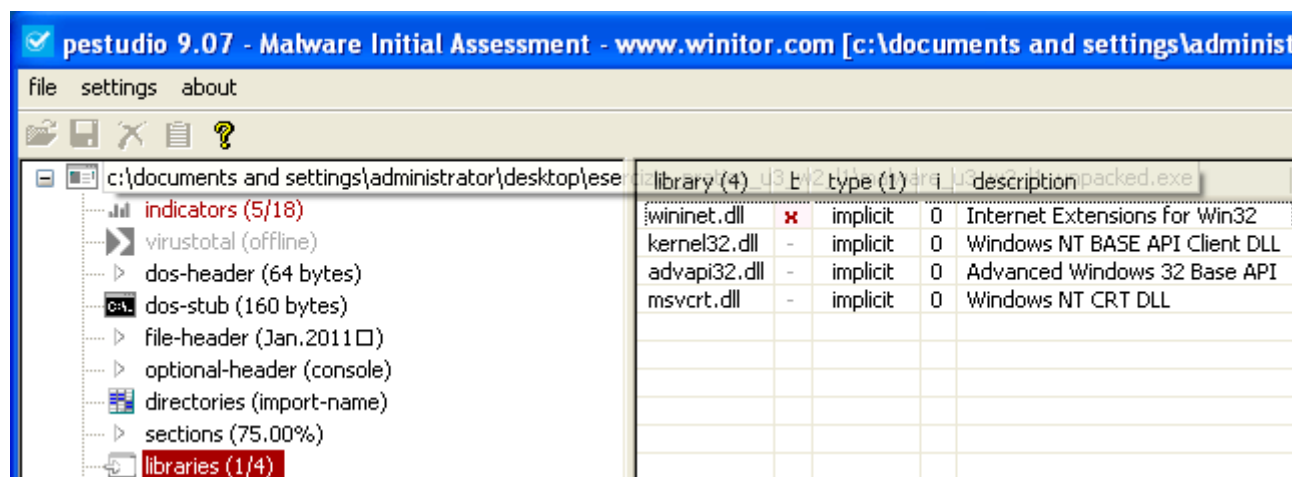 pestudio 9.07 - Malware Initial Assessment - www.winitor.com [c:\documents and settings\administ
file settings about
c:\documents and settings\administrator\desktop\eser
indicators (5/18)
virustotal (offline)
dos-header (64 bytes)
dos-stub (160 bytes)
file-header (Jan.2011□)
optional-header (console)
directories (import-name)
sections (75.00%)
libraries (1/4)
library (4) type (1) i description
wininet.dll x implicit 0 Internet Extensions for Win32
kernel32.dll - implicit 0 Windows NT BASE API Client DLL
advapi32.dll - implicit 0 Advanced Windows 32 Base API
msvcrt.dll - implicit 0 Windows NT CRT DLL